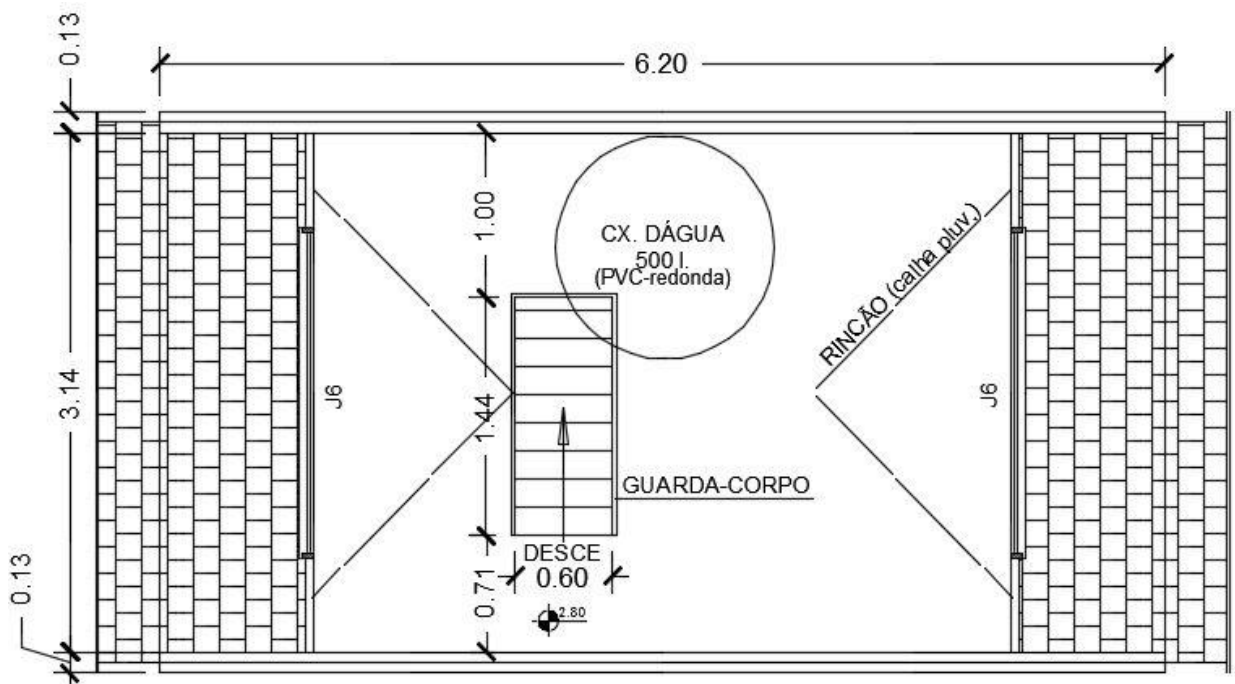 0.13
6.20
3.14
0.13
1.00
1.44
0.71
CX. DÁGUA
500 l.
(PVC-redonda)
RINCÃO (calha pluv.)
J6
J6
GUARDA-CORPO
DESCE
0.60
2.80